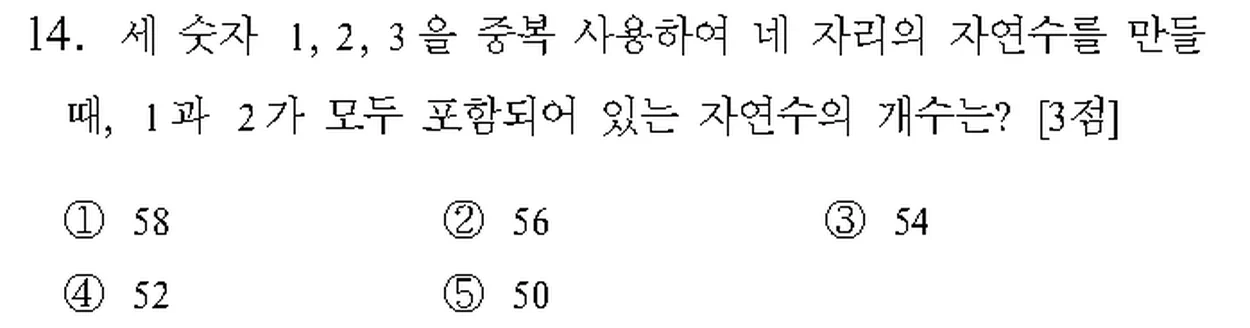 14. 세 숫자 1, 2, 3을 중복 사용하여 네 자리의 자연수를 만들
때, 1과 2가 모두 포함되어 있는 자연수의 개수는? [3점]
① 58 ② 56 ③ 54
④ 52 ⑤ 50